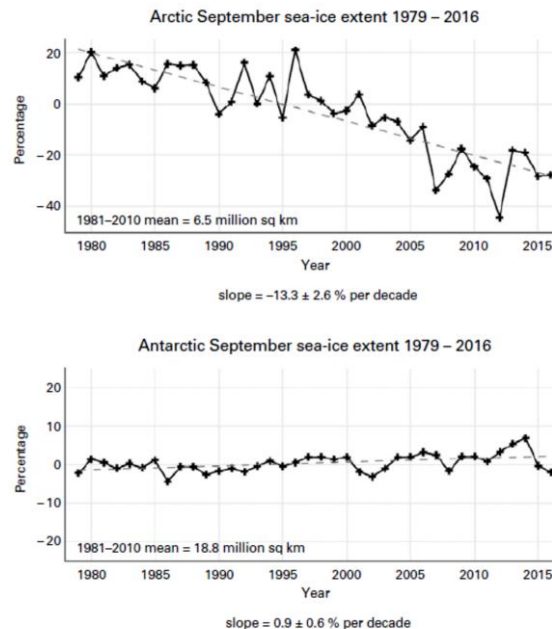 Arctic September sea-ice extent 1979 – 2016
20
0
−20
−40
Percentage
1981–2010 mean = 6.5 million sq km
1980 1985 1990 1995 2000 2005 2010 2015
Year
slope = −13.3 ± 2.6 % per decade
Antarctic September sea-ice extent 1979 – 2016
20
10
0
−10
−20
Percentage
1981–2010 mean = 18.8 million sq km
1980 1985 1990 1995 2000 2005 2010 2015
Year
slope = 0.9 ± 0.6 % per decade